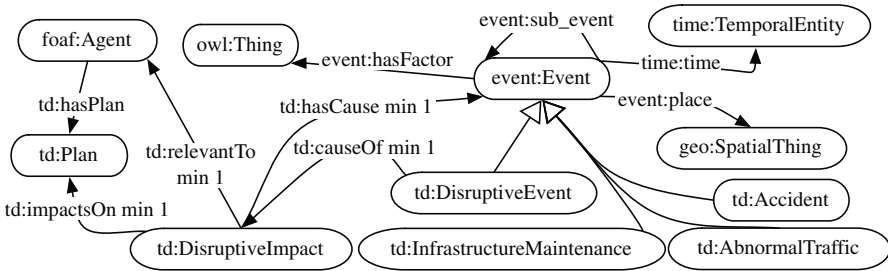 event:sub_event
foaf:Agent
time:TemporalEntity
owl:Thing
event:hasFactor
time:time
event:Event
td:hasPlan
td:hasCause min 1
event:place
td:Plan
td:relevantTo
min 1
td:causeOf min 1
geo:SpatialThing
td:DisruptiveEvent
td:Accident
td:impactsOn min 1
td:DisruptiveImpact
td:InfrastructureMaintenance
td:AbnormalTraffic